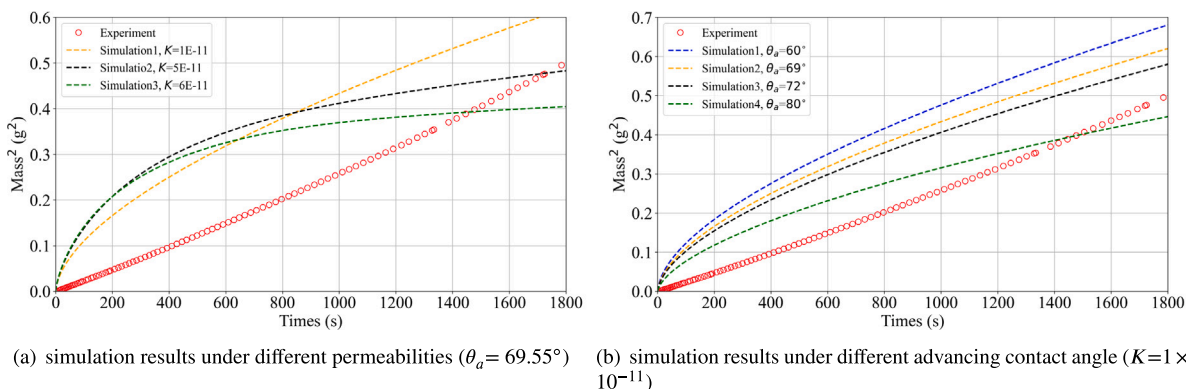 0.6
0.5
0.4
0.3
0.2
0.1
0.0
Mass² (g²)
Experiment
Simulation1, K=1E-11
Simulatio2, K=5E-11
Simulation3, K=6E-11
0 200 400 600 800 1000 1200 1400 1600 1800
Times (s)
(a) simulation results under different permeabilities (θₐ= 69.55°)
0.7
0.6
0.5
0.4
0.3
0.2
0.1
0.0
Mass² (g²)
Experiment
Simulation1, θₐ=60°
Simulation2, θₐ=69°
Simulation3, θₐ=72°
Simulation4, θₐ=80°
0 200 400 600 800 1000 1200 1400 1600 1800
Times (s)
(b) simulation results under different advancing contact angle (K=1 ×
10⁻¹¹)